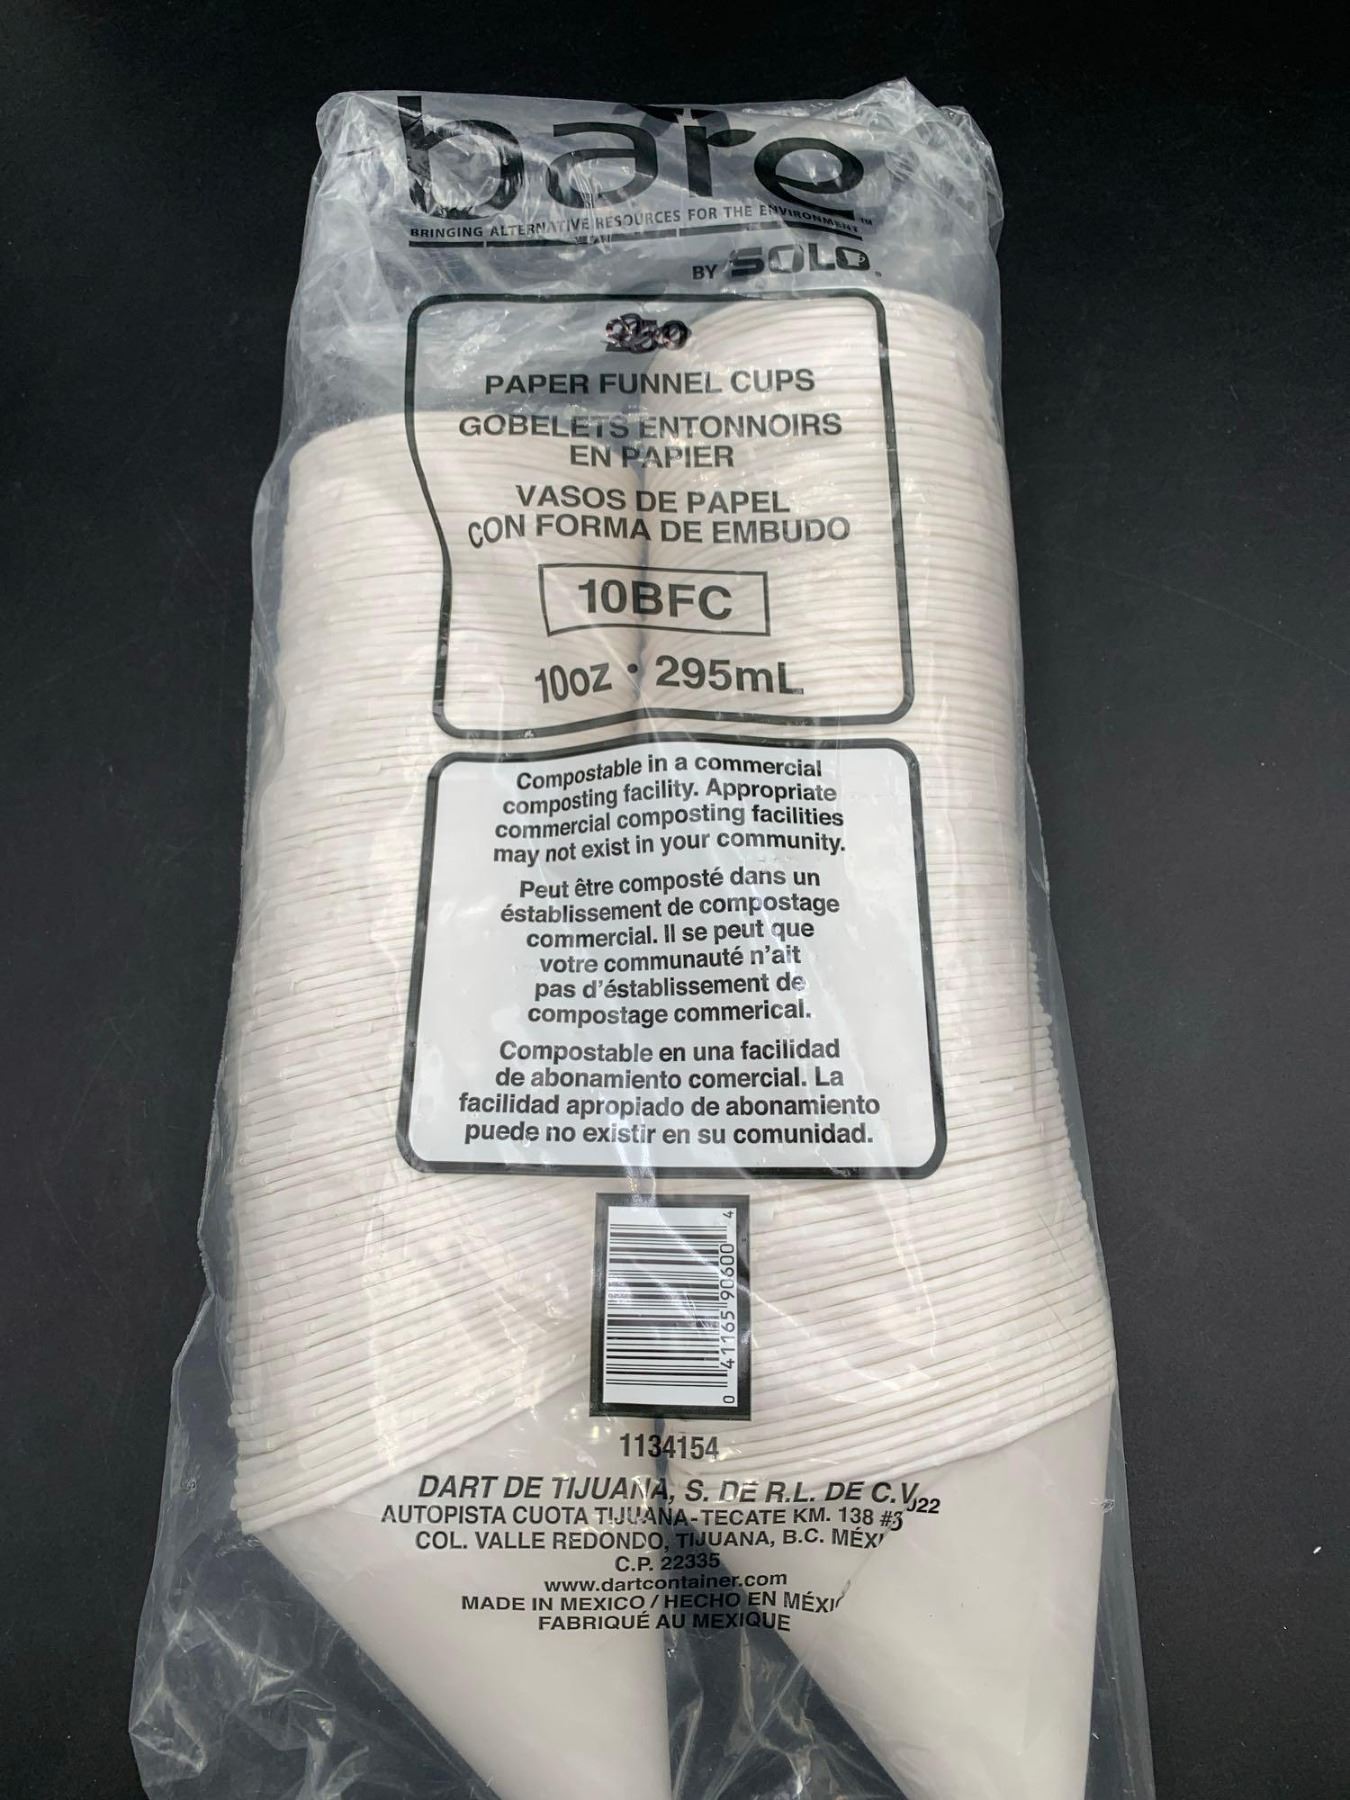 bare
BRINGING ALTERNATIVE RESOURCES FOR THE ENVIRONMENT™
BY SOLO®
250
PAPER FUNNEL CUPS
GOBELETS ENTONNOIRS
EN PAPIER
VASOS DE PAPEL
CON FORMA DE EMBUDO
10BFC
10oz • 295mL
Compostable in a commercial
composting facility. Appropriate
commercial composting facilities
may not exist in your community.
Peut être composté dans un
établissement de compostage
commercial. Il se peut que
votre communauté n'ait
pas d'établissement de
compostage commerical.
Compostable en una facilidad
de abonamiento comercial. La
facilidad apropiado de abonamiento
puede no existir en su comunidad.
0 41165 90600 4
1134154
DART DE TIJUANA, S. DE R.L. DE C.V.
AUTOPISTA CUOTA TIJUANA-TECATE KM. 138 #
COL. VALLE REDONDO, TIJUANA, B.C. MÉXI
C.P. 22335
www.dartcontainer.com
MADE IN MEXICO / HECHO EN MÉXI
FABRIQUÉ AU MEXIQUE